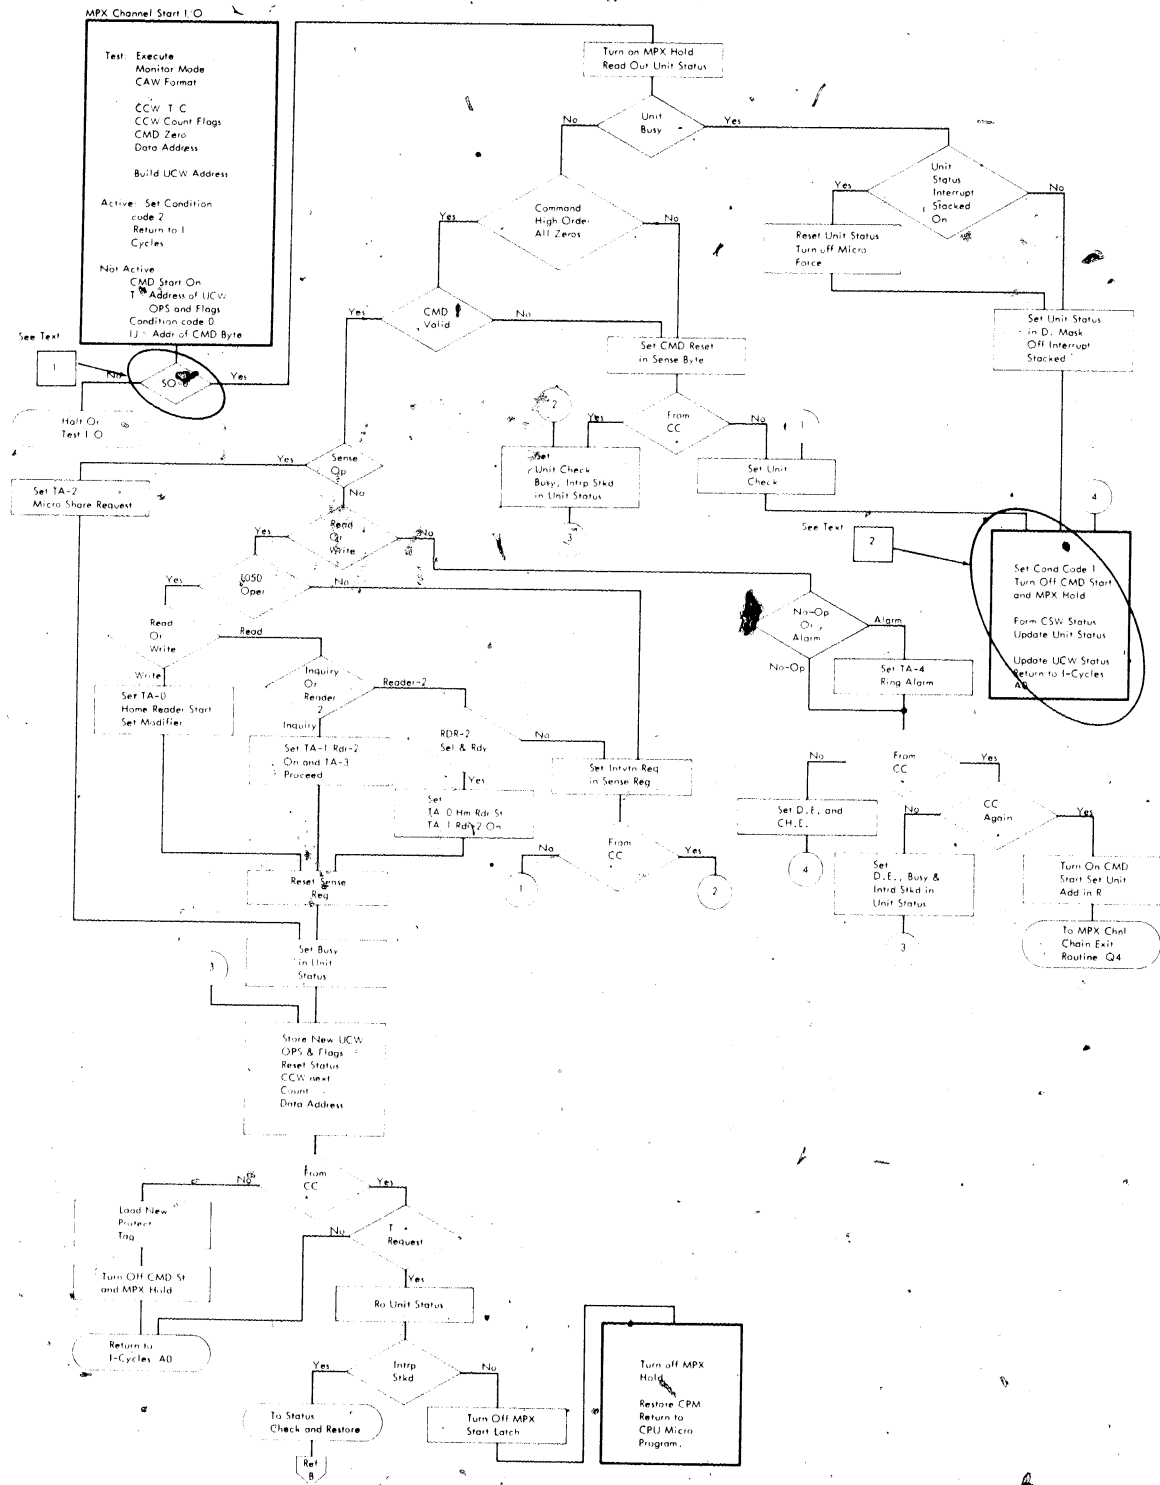 MPX Channel Start I/O
Test: Execute
Monitor Mode
CAW Format
CCW T C
CCW Count Flags
CMD Zero
Data Address
Build UCW Address
Active: Set Condition
code 2
Return to I
Cycles
Not Active
CMD Start On
T Address of UCW
OPS and Flags
Condition code 0
IJ = Addr of CMD Byte
See Text
1
No
Yes
Halt Or
Test I O
Turn on MPX Hold
Read Out Unit Status
Unit
Busy
No
Yes
Command
High Order
All Zeros
Yes
No
Unit
Status
Interrupt
Stacked
On
Yes
No
Reset Unit Status
Turn off Micro
Force
CMD
Valid
Yes
No
Set CMD Reset
in Sense Byte
Set Unit Status
in D. Mask
Off Interrupt
Stacked
From
CC
Yes
No
2
1
Set
Unit Check
Busy, Intrp Stkd
in Unit Status
3
Set Unit
Check
4
Sense
Op
Yes
No
Set TA-2
Micro Share Request
Read
Or
Write
Yes
No
See Text
2
Set Cond Code 1
Turn Off CMD Start
and MPX Hold
Form CSW Status
Update Unit Status
Update UCW Status
Return to I-Cycles
A0
1050
Oper
Yes
No
Read
Or
Write
Read
Write
No-Op
Or
Alarm
Alarm
No-Op
Set TA-4
Ring Alarm
Inquiry
Or
Reader
2
Reader-2
Inquiry
Set TA-0
Home Reader Start
Set Modifier
Set TA-1 Rdr-2
On and TA-3
Proceed
RDR-2
Sel & Rdy
No
Yes
Set Intvtn Req
in Sense Reg
Set
TA-0 Hm Rdr St
TA-1 Rdr-2 On
From
CC
No
Yes
1
2
From
CC
No
Yes
Set D.E. and
CH.E.
4
CC
Again
No
Yes
Set
D.E., Busy &
Intrd Stkd in
Unit Status
3
Turn On CMD
Start Set Unit
Add in R
To MPX Chnl
Chain Exit
Routine Q4
Reset Sense
Reg
Set Busy
in Unit
Status
3
Store New UCW
OPS & Flags
Reset Status
CCW next
Count
Data Address
From
CC
No
Yes
Load New
Protect
Tag
Turn Off CMD St
and MPX Hold
Return to
I-Cycles A0
T
Request
No
Yes
Ro Unit Status
Intrp
Stkd
Yes
No
To Status
Check and Restore
Ref
B
Turn Off MPX
Start Latch
Turn off MPX
Hold
Restore CPM
Return to
CPU Micro
Program.